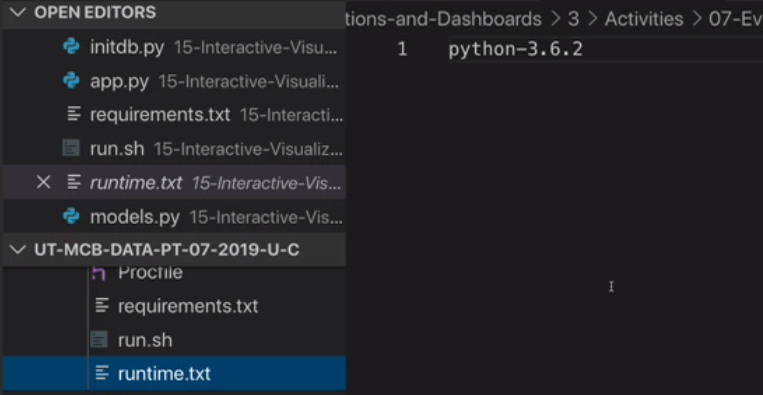 OPEN EDITORS
initdb.py 15-Interactive-Visu...
app.py 15-Interactive-Visuali...
requirements.txt 15-Interacti...
run.sh 15-Interactive-Visualiz...
runtime.txt 15-Interactive-Vis...
models.py 15-Interactive-Vis...
UT-MCB-DATA-PT-07-2019-U-C
Procfile
requirements.txt
run.sh
runtime.txt
tions-and-Dashboards > 3 > Activities > 07-Ev
1 python-3.6.2